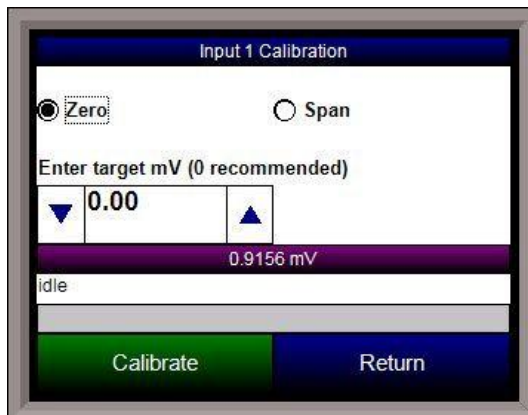 Input 1 Calibration
Zero
Span
Enter target mV (0 recommended)
0.00
0.9156 mV
idle
Calibrate
Return